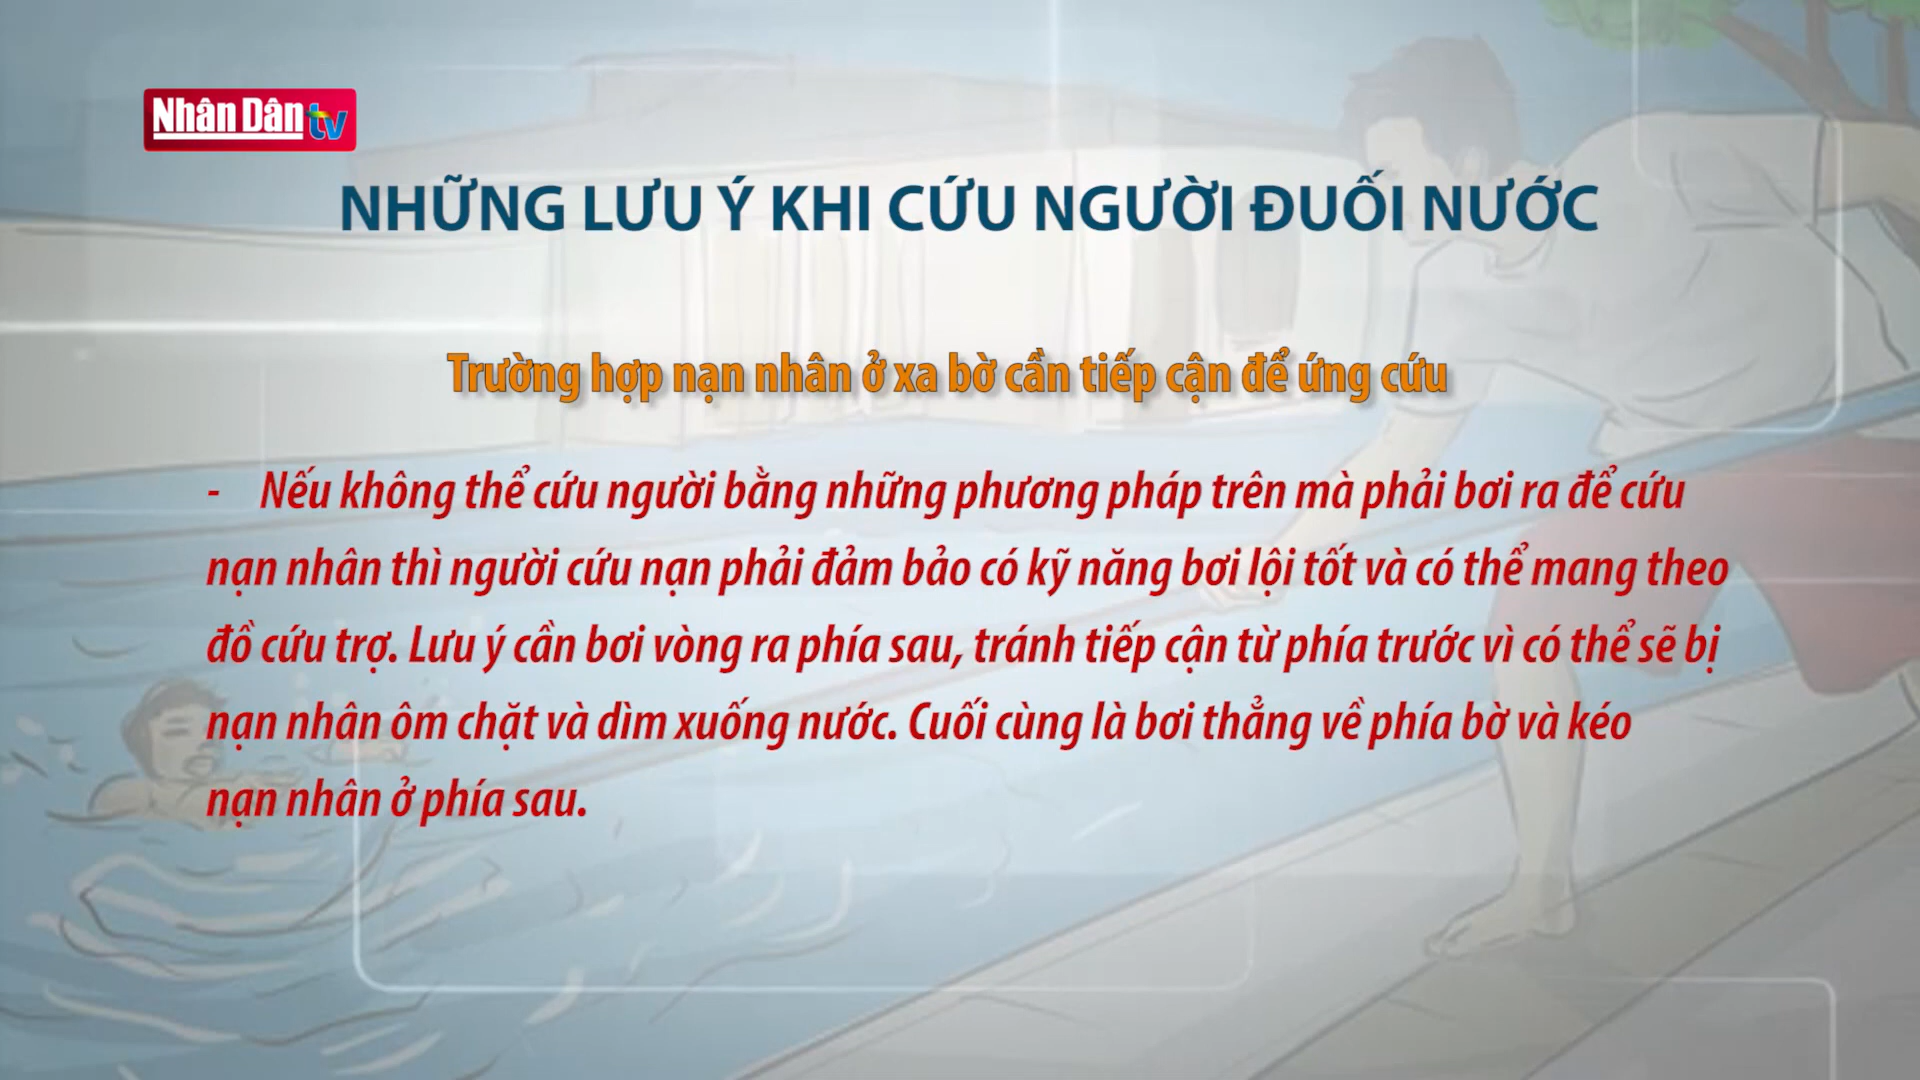 Nhân Dân tv
NHỮNG LƯU Ý KHI CỨU NGƯỜI ĐUỐI NƯỚC
Trường hợp nạn nhân ở xa bờ cần tiếp cận để ứng cứu
- Nếu không thể cứu người bằng những phương pháp trên mà phải bơi ra để cứu
nạn nhân thì người cứu nạn phải đảm bảo có kỹ năng bơi lội tốt và có thể mang theo
đồ cứu trợ. Lưu ý cần bơi vòng ra phía sau, tránh tiếp cận từ phía trước vì có thể sẽ bị
nạn nhân ôm chặt và dìm xuống nước. Cuối cùng là bơi thẳng về phía bờ và kéo
nạn nhân ở phía sau.